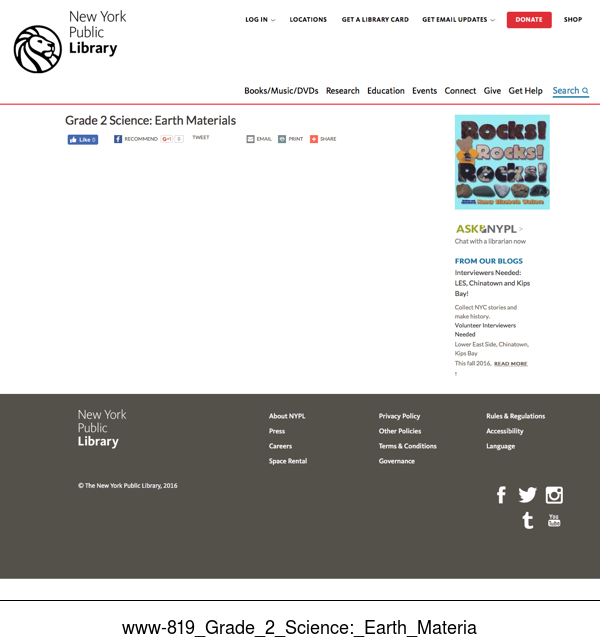 New York
Public
Library
LOG IN
LOCATIONS
GET A LIBRARY CARD
GET EMAIL UPDATES
DONATE
SHOP
Books/Music/DVDs
Research
Education
Events
Connect
Give
Get Help
Search
Grade 2 Science: Earth Materials
Like 0
RECOMMEND
G+1 0
TWEET
EMAIL
PRINT
SHARE
Rocks!
Rocks!
Rocks!
Nancy Elizabeth Wallace
ASK NYPL >
Chat with a librarian now
FROM OUR BLOGS
Interviewers Needed:
LES, Chinatown and Kips
Bay!
Collect NYC stories and
make history.
Volunteer Interviewers
Needed
Lower East Side, Chinatown,
Kips Bay
This fall 2016, READ MORE
New York
Public
Library
About NYPL
Privacy Policy
Rules & Regulations
Press
Other Policies
Accessibility
Careers
Terms & Conditions
Language
Space Rental
Governance
© The New York Public Library, 2016
You
Tube
www-819_Grade_2_Science:_Earth_Materia